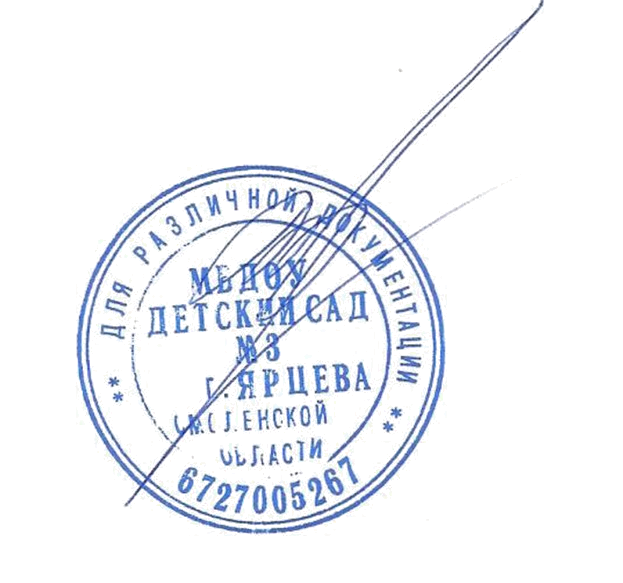 ** ДЛЯ РАЗЛИЧНОЙ ДОКУМЕНТАЦИИ **
МБДОУ
ДЕТСКИЙ САД
№3
Г. ЯРЦЕВА
СМОЛЕНСКОЙ
ОБЛАСТИ
6727005267